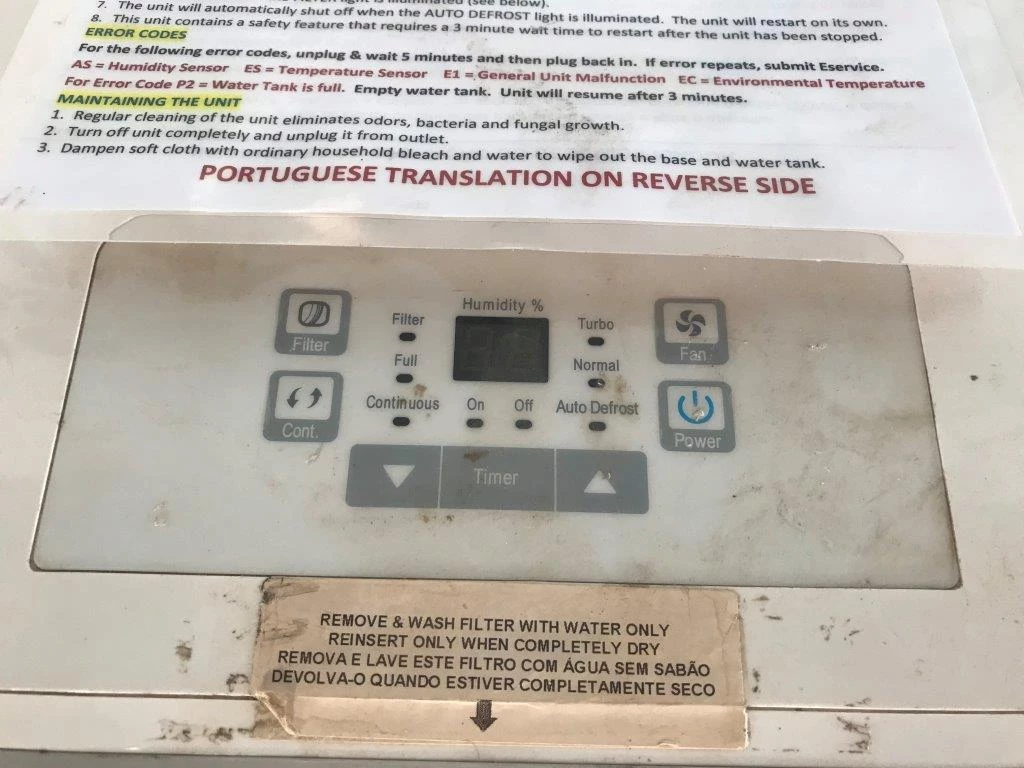 7. The unit will automatically shut off when the AUTO DEFROST light is illuminated. The unit will restart on its own.
8. This unit contains a safety feature that requires a 3 minute wait time to restart after the unit has been stopped.
ERROR CODES
For the following error codes, unplug & wait 5 minutes and then plug back in. If error repeats, submit Eservice.
AS = Humidity Sensor ES = Temperature Sensor E1 = General Unit Malfunction EC = Environmental Temperature
For Error Code P2 = Water Tank is full. Empty water tank. Unit will resume after 3 minutes.
MAINTAINING THE UNIT
1. Regular cleaning of the unit eliminates odors, bacteria and fungal growth.
2. Turn off unit completely and unplug it from outlet.
3. Dampen soft cloth with ordinary household bleach and water to wipe out the base and water tank.
PORTUGUESE TRANSLATION ON REVERSE SIDE
Humidity %
Filter
Filter
Turbo
Fan
Full
Normal
Cont.
Continuous
On
Off
Auto Defrost
Power
Timer
REMOVE & WASH FILTER WITH WATER ONLY
REINSERT ONLY WHEN COMPLETELY DRY
REMOVA E LAVE ESTE FILTRO COM ÁGUA SEM SABÃO
DEVOLVA-O QUANDO ESTIVER COMPLETAMENTE SECO